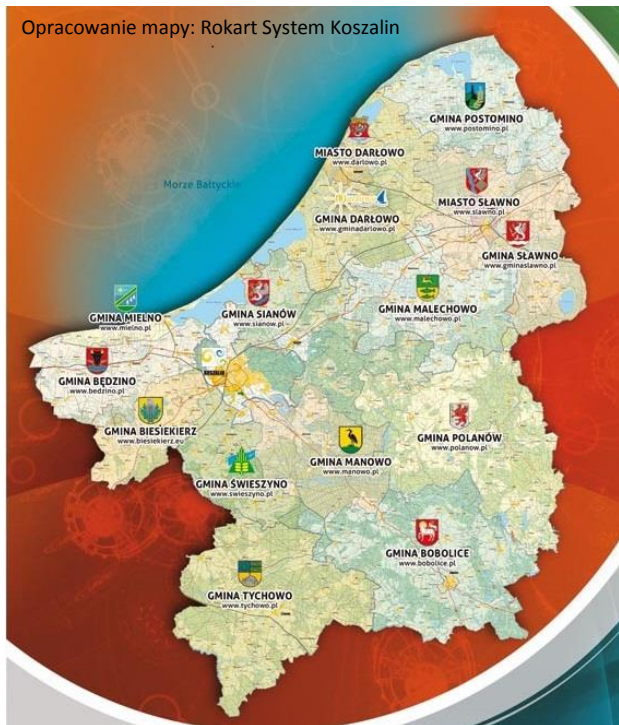 Opracowanie mapy: Rokart System Koszalin
GMINA POSTOMINO
www.postomino.pl
MIASTO DARŁOWO
www.darlowo.pl
Morze Bałtyckie
MIASTO SŁAWNO
www.slawno.pl
GMINA DARŁOWO
www.gminadarlowo.pl
GMINA SŁAWNO
www.gminaslawno.pl
GMINA MIELNO
www.mielno.pl
GMINA SIANÓW
www.sianow.pl
GMINA MALECHOWO
www.malechowo.pl
KOSZALIN
GMINA BĘDZINO
www.bedzino.pl
GMINA BIESIEKIERZ
www.biesiekierz.eu
GMINA POLANÓW
www.polanow.pl
GMINA MANOWO
www.manowo.pl
GMINA ŚWIESZYNO
www.swieszyno.pl
GMINA BOBOLICE
www.bobolice.pl
GMINA TYCHOWO
www.tychowo.pl